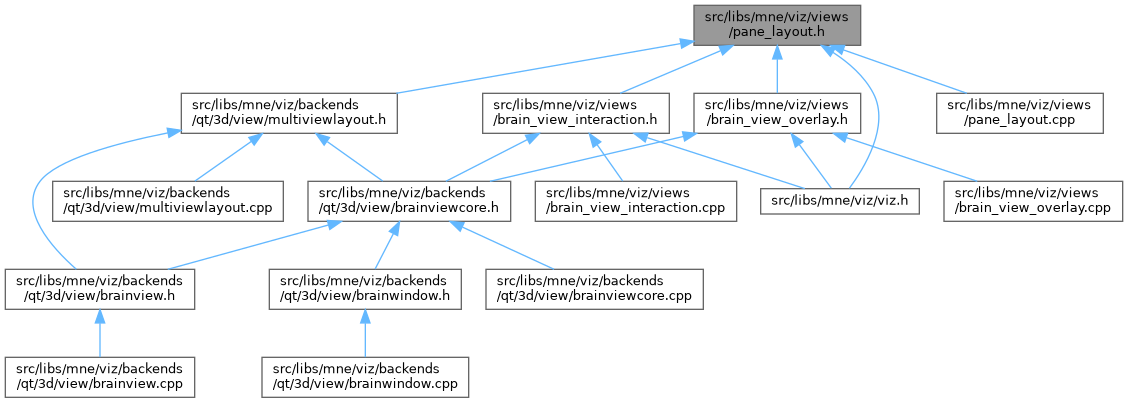 src/libs/mne/viz/views
/pane_layout.h
src/libs/mne/viz/backends
/qt/3d/view/multiviewlayout.h
src/libs/mne/viz/views
/brain_view_interaction.h
src/libs/mne/viz/views
/brain_view_overlay.h
src/libs/mne/viz/views
/pane_layout.cpp
src/libs/mne/viz/backends
/qt/3d/view/multiviewlayout.cpp
src/libs/mne/viz/backends
/qt/3d/view/brainviewcore.h
src/libs/mne/viz/views
/brain_view_interaction.cpp
src/libs/mne/viz/viz.h
src/libs/mne/viz/views
/brain_view_overlay.cpp
src/libs/mne/viz/backends
/qt/3d/view/brainview.h
src/libs/mne/viz/backends
/qt/3d/view/brainwindow.h
src/libs/mne/viz/backends
/qt/3d/view/brainviewcore.cpp
src/libs/mne/viz/backends
/qt/3d/view/brainview.cpp
src/libs/mne/viz/backends
/qt/3d/view/brainwindow.cpp